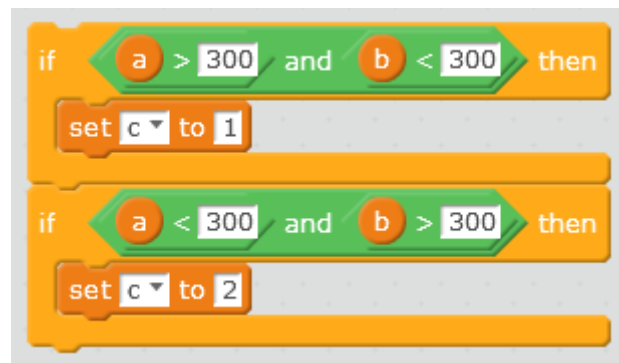 if a > 300 and b < 300 then
set c to 1
if a < 300 and b > 300 then
set c to 2